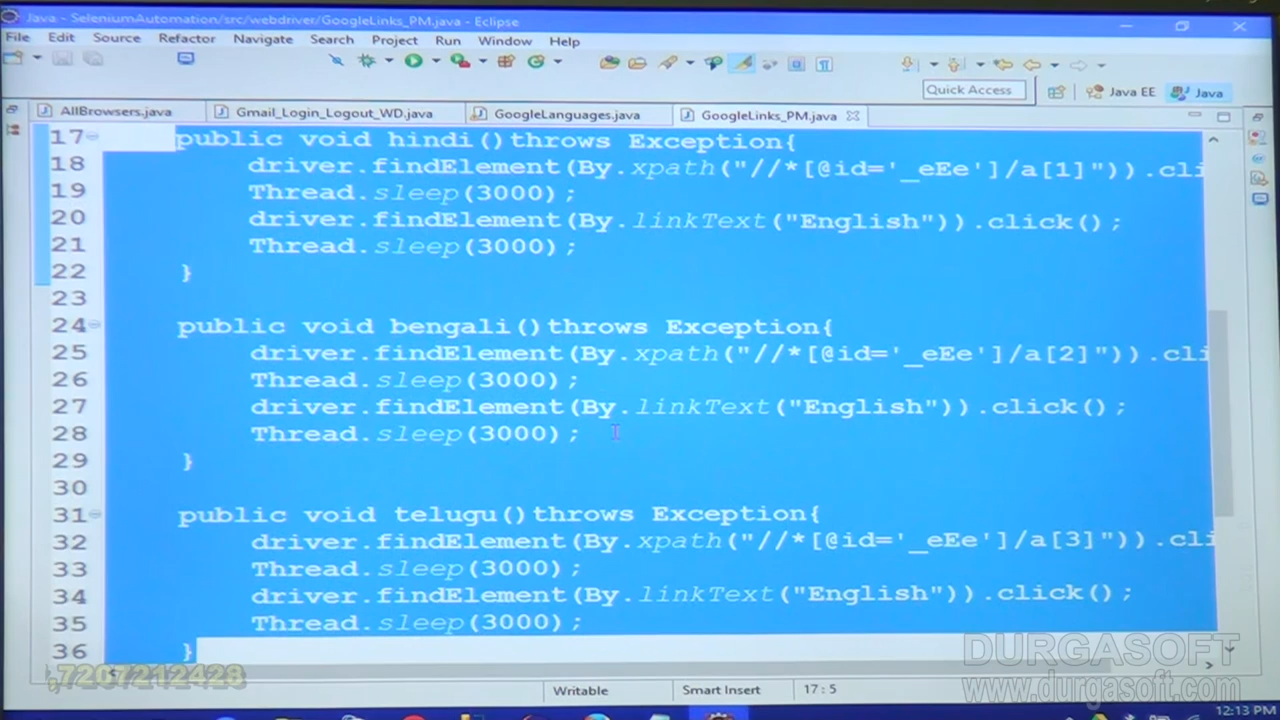 Java - SeleniumAutomation/src/webdriver/GoogleLinks_PM.java - Eclipse
File Edit Source Refactor Navigate Search Project Run Window Help
Quick Access
Java EE
Java
AllBrowsers.java
Gmail_Login_Logout_WD.java
GoogleLanguages.java
GoogleLinks_PM.java
17 public void hindi()throws Exception{
18 driver.findElement(By.xpath("//*[@id='_eEe']/a[1]")).cli
19 Thread.sleep(3000);
20 driver.findElement(By.linkText("English")).click();
21 Thread.sleep(3000);
22 }
23
24 public void bengali()throws Exception{
25 driver.findElement(By.xpath("//*[@id='_eEe']/a[2]")).cli
26 Thread.sleep(3000);
27 driver.findElement(By.linkText("English")).click();
28 Thread.sleep(3000);
29 }
30
31 public void telugu()throws Exception{
32 driver.findElement(By.xpath("//*[@id='_eEe']/a[3]")).cli
33 Thread.sleep(3000);
34 driver.findElement(By.linkText("English")).click();
35 Thread.sleep(3000);
36 }
,7207212428
DURGASOFT
www.durgasoft.com
Writable
Smart Insert
17 : 5
12:13 PM